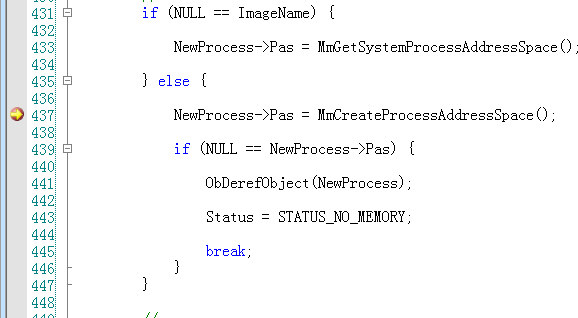 431 if (NULL == ImageName) {
432
433 NewProcess->Pas = MmGetSystemProcessAddressSpace();
434
435 } else {
436
437 NewProcess->Pas = MmCreateProcessAddressSpace();
438
439 if (NULL == NewProcess->Pas) {
440
441 ObDerefObject(NewProcess);
442
443 Status = STATUS_NO_MEMORY;
444
445 break;
446 }
447 }
448
//